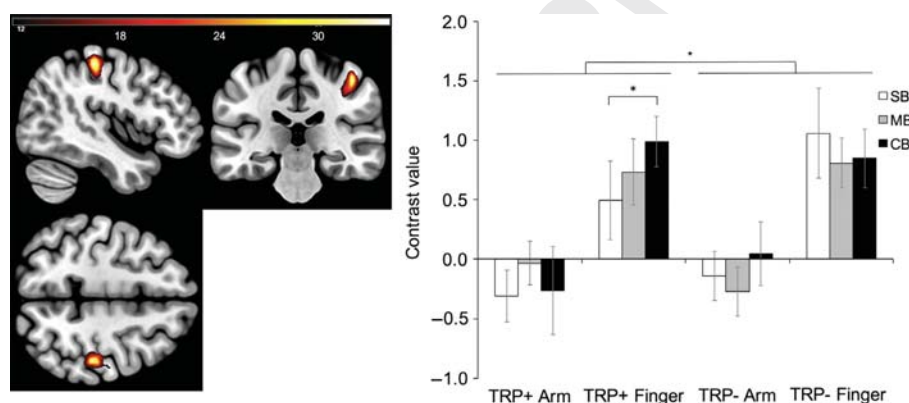 12 18 24 30
2.0
*
1.5
*
SB
MB
CB
1.0
0.5
0.0
−0.5
−1.0
Contrast value
TRP+ Arm TRP+ Finger TRP- Arm TRP- Finger